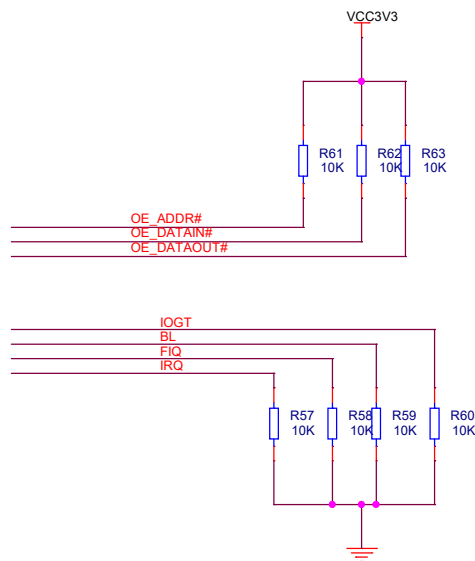 VCC3V3
R61 R62 R63
10K 10K 10K
OE_ADDR#
OE_DATAIN#
OE_DATAOUT#
IOGT
BL
FIQ
IRQ
R57 R58 R59 R60
10K 10K 10K 10K